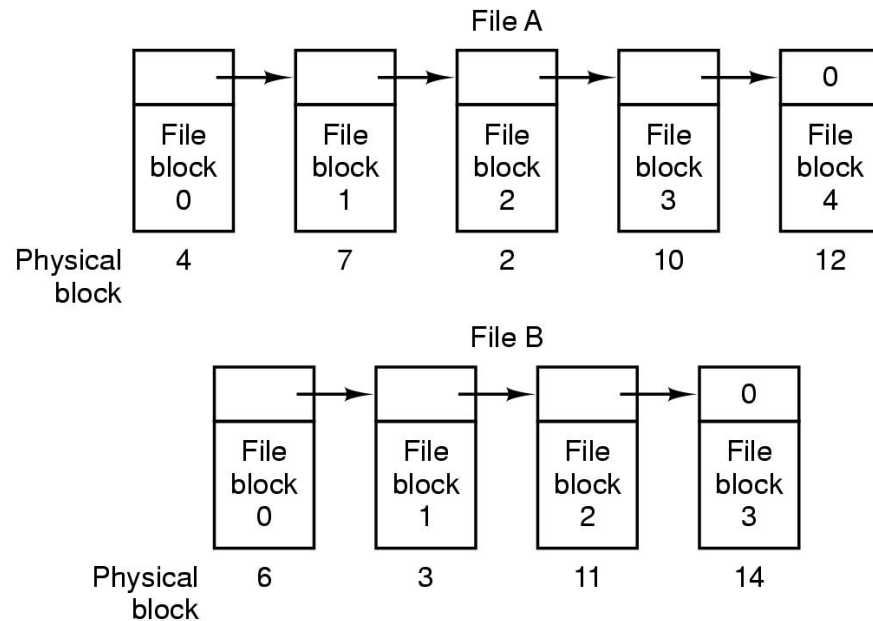 File A
0
File
block
0
File
block
1
File
block
2
File
block
3
File
block
4
Physical
block
4
7
2
10
12
File B
0
File
block
0
File
block
1
File
block
2
File
block
3
Physical
block
6
3
11
14